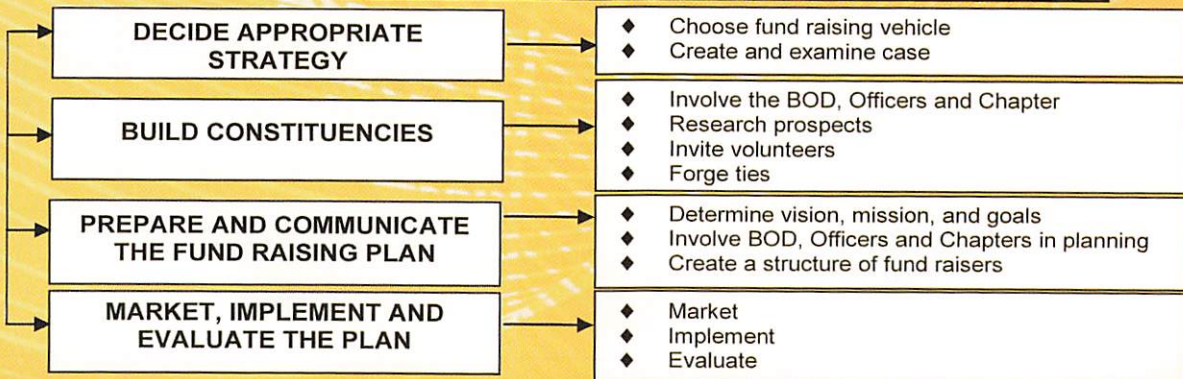 DECIDE APPROPRIATE
STRATEGY
◆ Choose fund raising vehicle
◆ Create and examine case
BUILD CONSTITUENCIES
◆ Involve the BOD, Officers and Chapter
◆ Research prospects
◆ Invite volunteers
◆ Forge ties
PREPARE AND COMMUNICATE
THE FUND RAISING PLAN
◆ Determine vision, mission, and goals
◆ Involve BOD, Officers and Chapters in planning
◆ Create a structure of fund raisers
MARKET, IMPLEMENT AND
EVALUATE THE PLAN
◆ Market
◆ Implement
◆ Evaluate